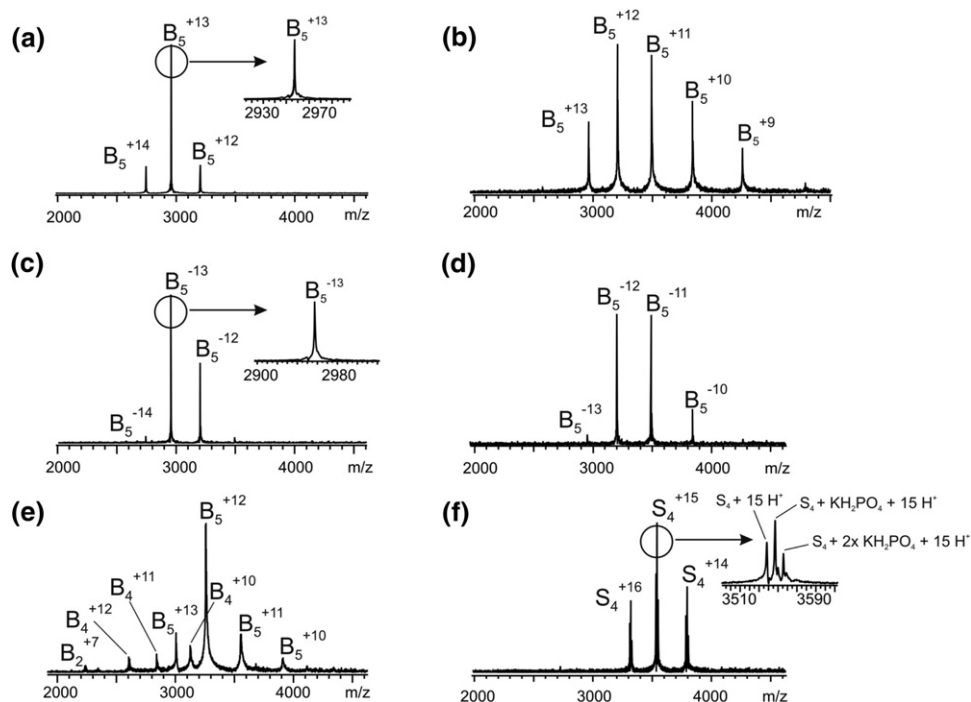 (a)
B5+13
B5+13
2930 2970
B5+14
B5+12
2000 3000 4000 m/z
(b)
B5+12
B5+11
B5+10
B5+13
B5+9
2000 3000 4000 m/z
(c)
B5-13
B5-13
B5-12
2900 2980
B5-14
2000 3000 4000 m/z
(d)
B5-12
B5-11
B5-10
B5-13
2000 3000 4000 m/z
(e)
B5+12
B4+11
B4+10
B4+12
B5+13
B5+11
B2+7
B5+10
2000 3000 4000 m/z
(f)
S4+15
S4 + 15 H+
S4 + KH2PO4 + 15 H+
S4 + 2x KH2PO4 + 15 H+
S4+14
S4+16
3510 3590
2000 3000 4000 m/z